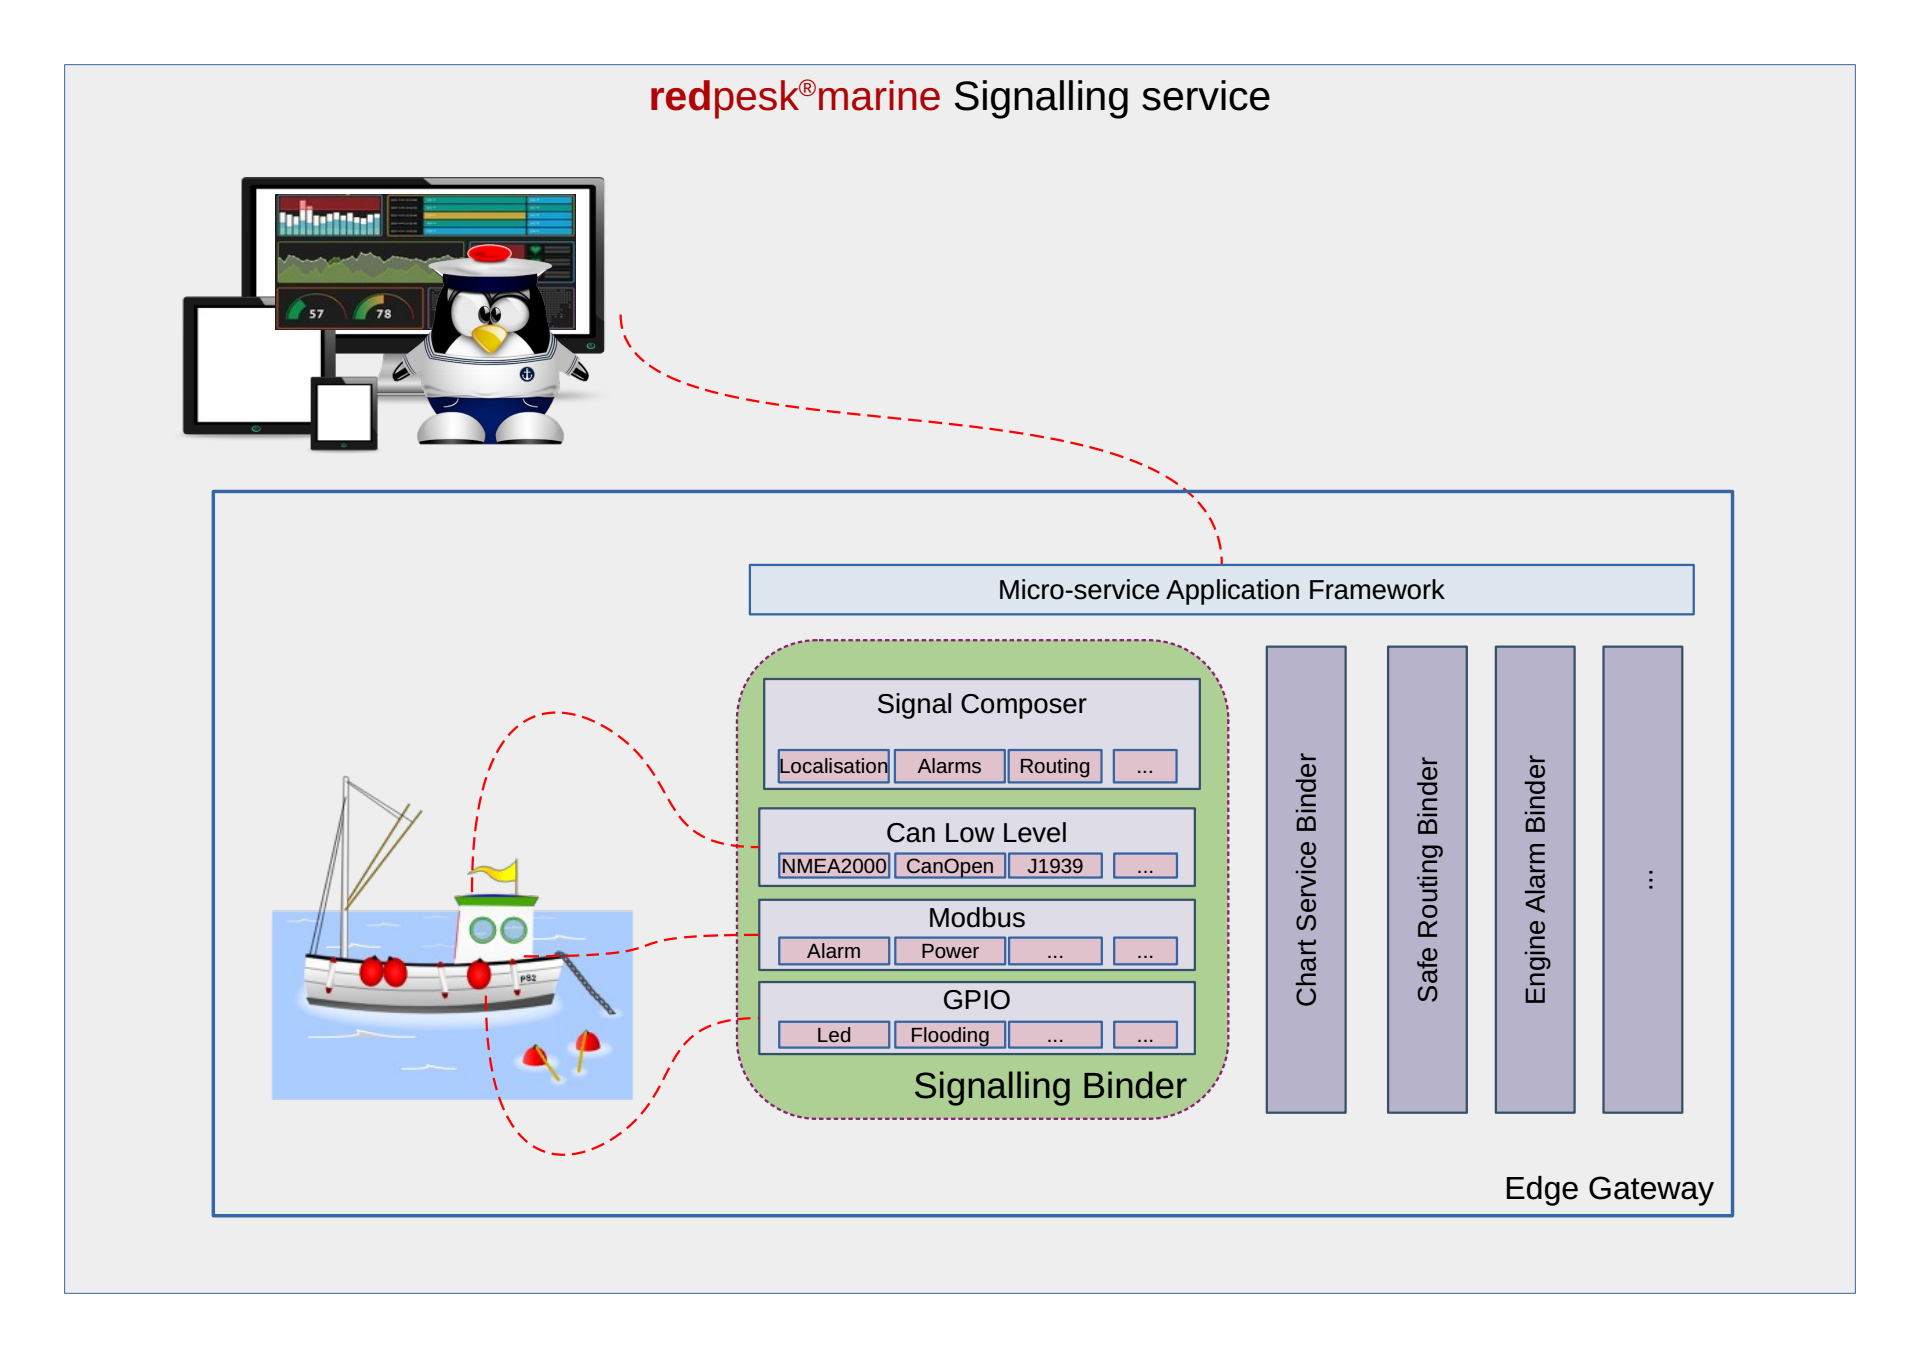 redpesk®marine Signalling service
57
78
Micro-service Application Framework
Signal Composer
Localisation
Alarms
Routing
...
Can Low Level
NMEA2000
CanOpen
J1939
...
Modbus
Alarm
Power
...
...
GPIO
Led
Flooding
...
...
Signalling Binder
Chart Service Binder
Safe Routing Binder
Engine Alarm Binder
...
PS2
Edge Gateway